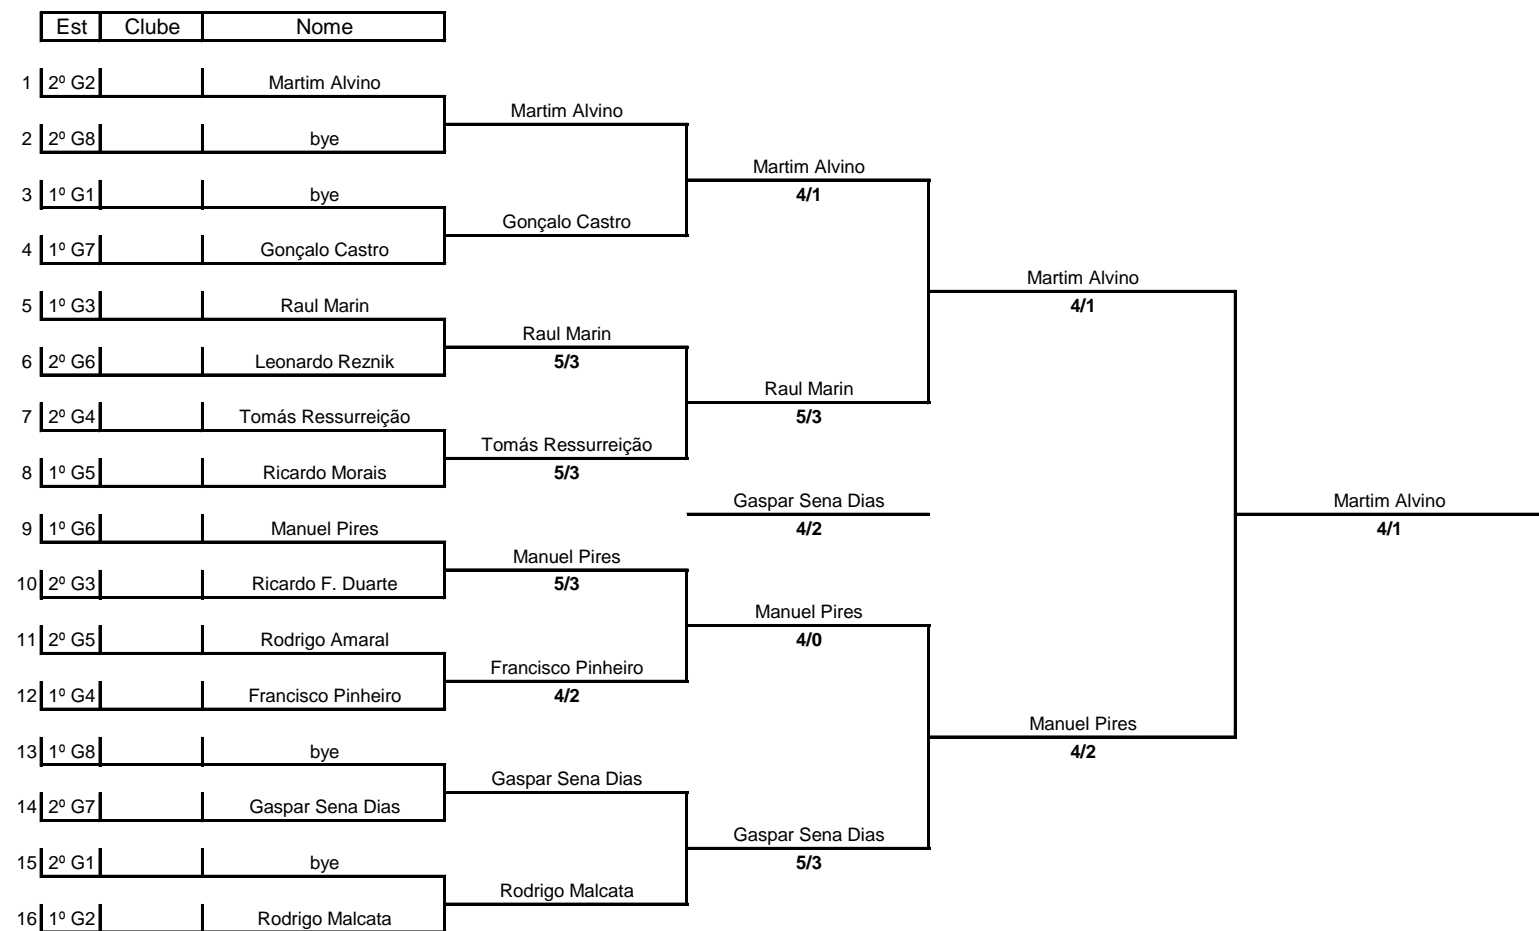 Est Clube Nome
1 2º G2 Martim Alvino
Martim Alvino
2 2º G8 bye
Martim Alvino
3 1º G1 bye
4/1
Gonçalo Castro
4 1º G7 Gonçalo Castro
Martim Alvino
5 1º G3 Raul Marin
4/1
Raul Marin
6 2º G6 Leonardo Reznik
5/3
Raul Marin
7 2º G4 Tomás Ressurreição
5/3
Tomás Ressurreição
8 1º G5 Ricardo Morais
5/3
Gaspar Sena Dias
Martim Alvino
9 1º G6 Manuel Pires
4/2
4/1
Manuel Pires
10 2º G3 Ricardo F. Duarte
5/3
Manuel Pires
11 2º G5 Rodrigo Amaral
4/0
Francisco Pinheiro
12 1º G4 Francisco Pinheiro
4/2
Manuel Pires
13 1º G8 bye
4/2
Gaspar Sena Dias
14 2º G7 Gaspar Sena Dias
Gaspar Sena Dias
15 2º G1 bye
5/3
Rodrigo Malcata
16 1º G2 Rodrigo Malcata